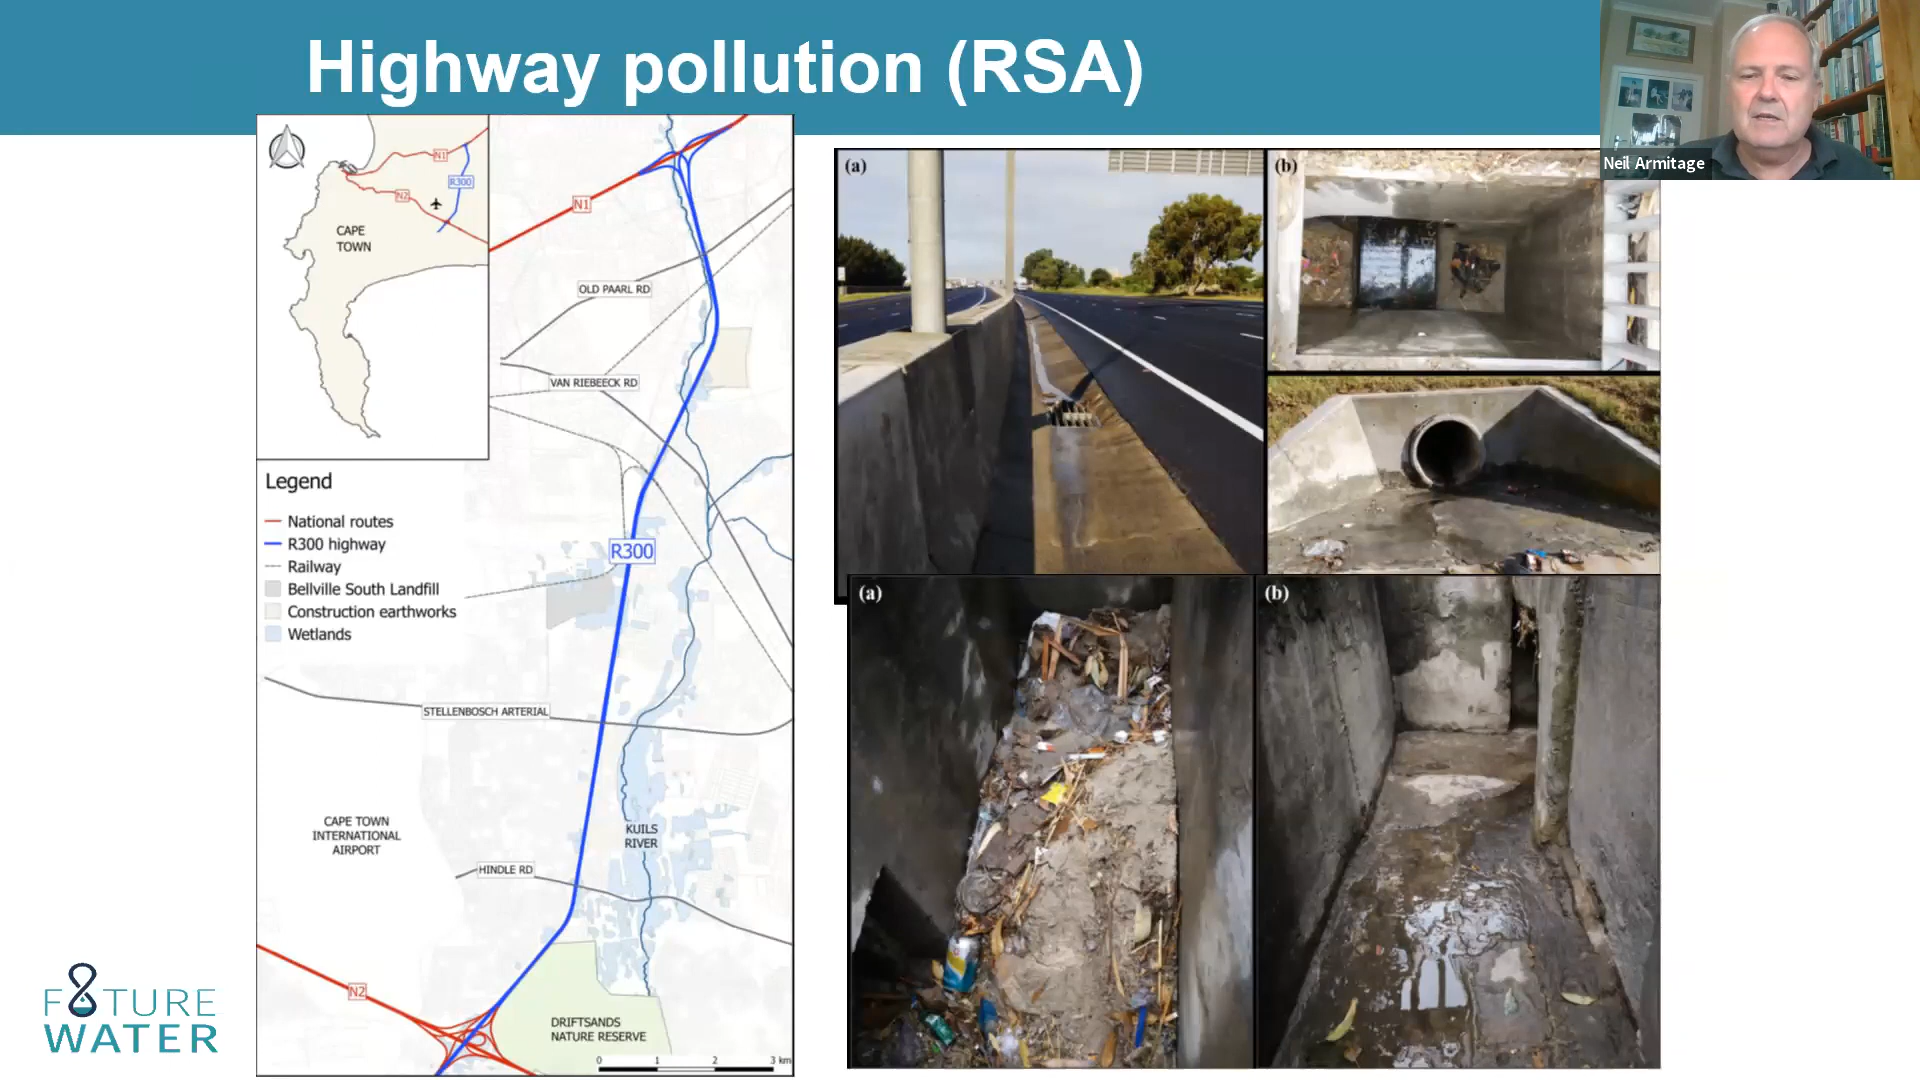 Highway pollution (RSA)
Neil Armitage
N1
R300
N2
CAPE
TOWN
N1
OLD PAARL RD
VAN RIEBEECK RD
R300
Legend
National routes
R300 highway
Railway
Bellville South Landfill
Construction earthworks
Wetlands
STELLENBOSCH ARTERIAL
CAPE TOWN
INTERNATIONAL
AIRPORT
KUILS
RIVER
HINDLE RD
N2
DRIFTSANDS
NATURE RESERVE
0 1 2 3 km
(a)
(b)
(a)
(b)
FUTURE
WATER